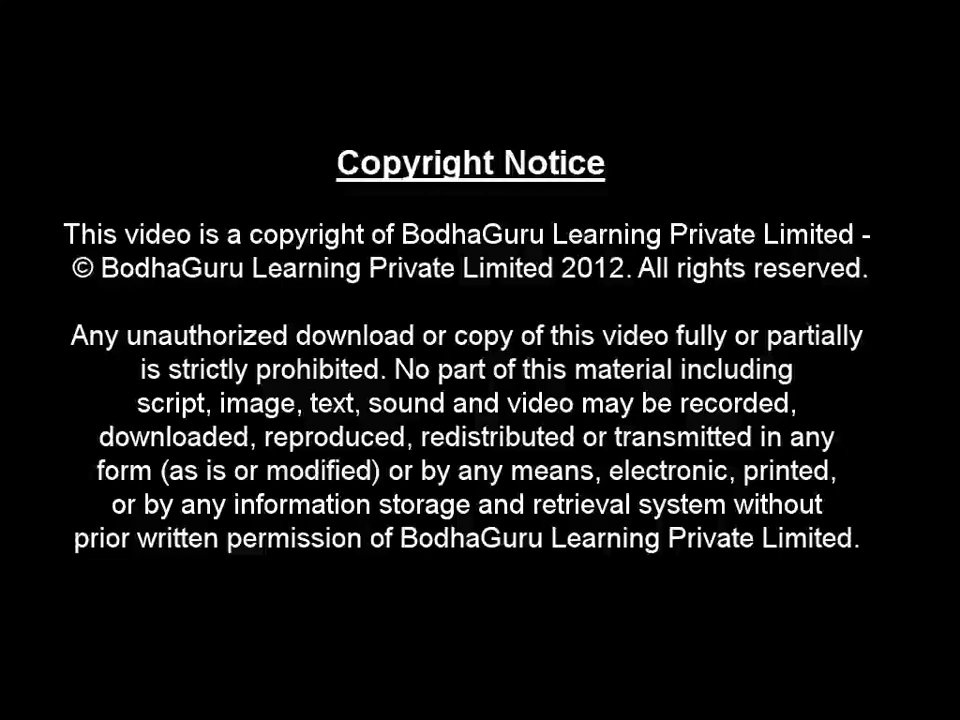 Copyright Notice
This video is a copyright of BodhaGuru Learning Private Limited -
© BodhaGuru Learning Private Limited 2012. All rights reserved.
Any unauthorized download or copy of this video fully or partially
is strictly prohibited. No part of this material including
script, image, text, sound and video may be recorded,
downloaded, reproduced, redistributed or transmitted in any
form (as is or modified) or by any means, electronic, printed,
or by any information storage and retrieval system without
prior written permission of BodhaGuru Learning Private Limited.